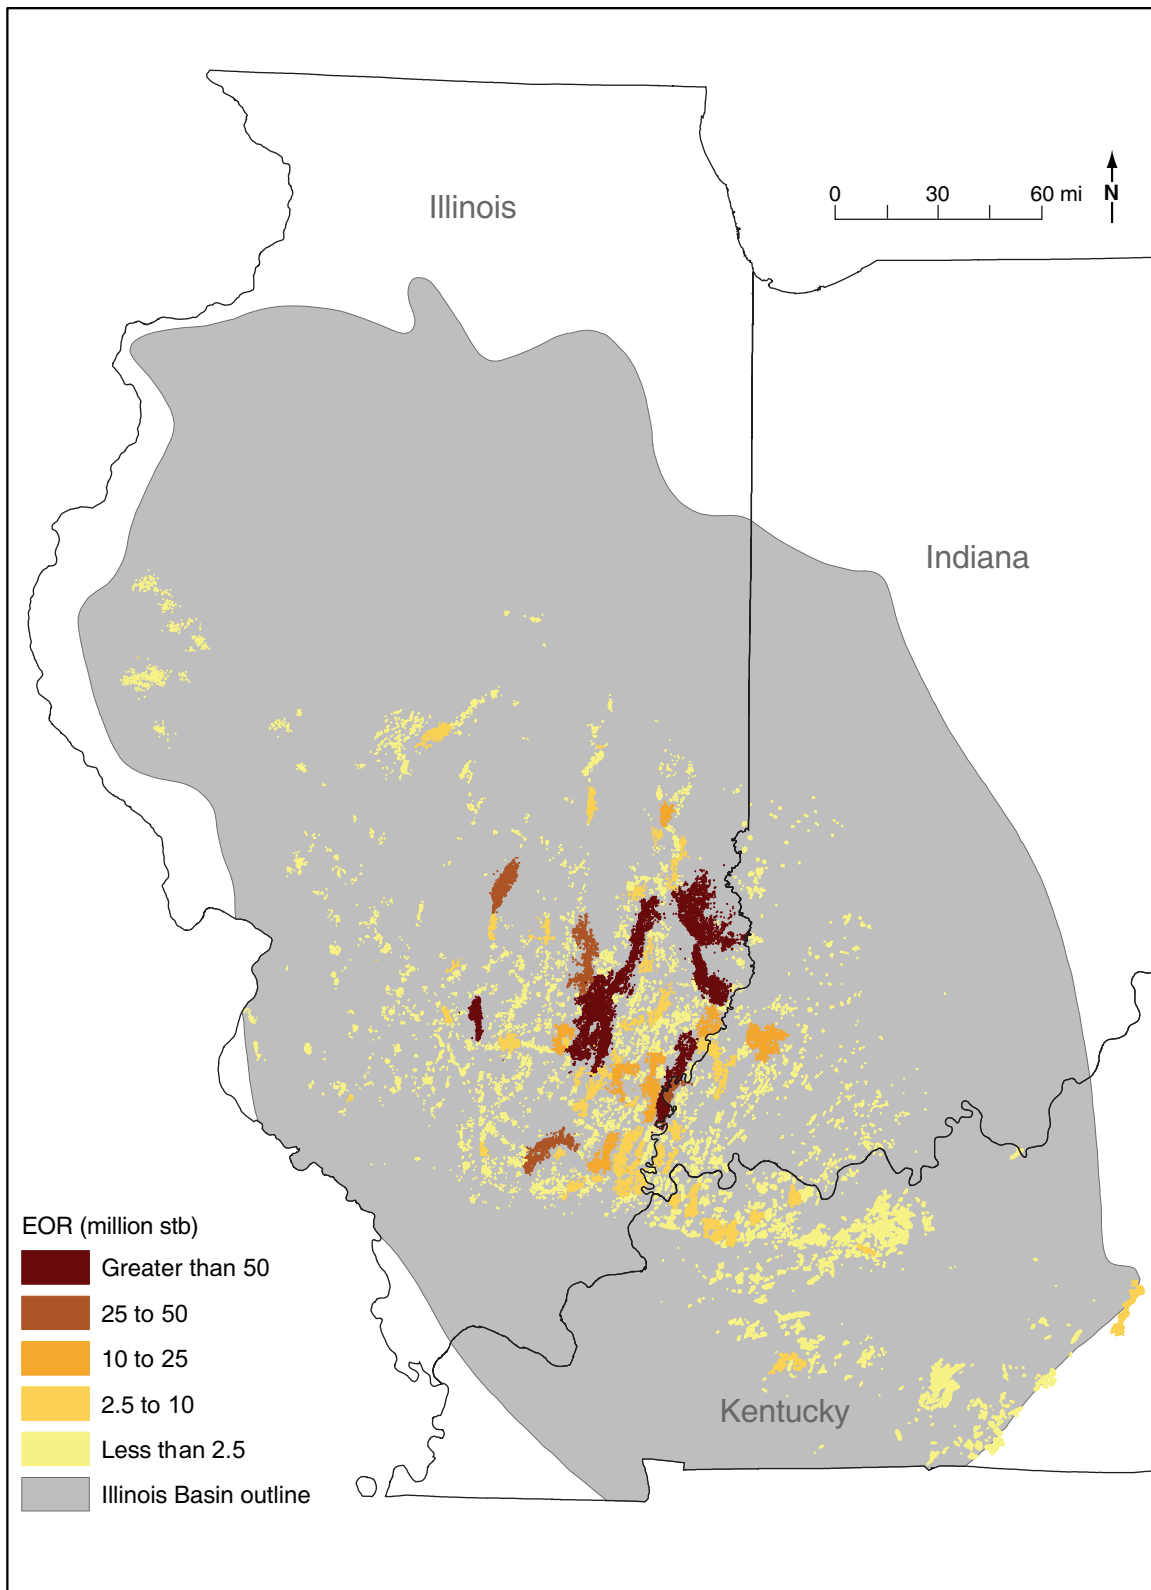 Illinois
0 30 60 mi
N
Indiana
EOR (million stb)
Greater than 50
25 to 50
10 to 25
2.5 to 10
Less than 2.5
Illinois Basin outline
Kentucky